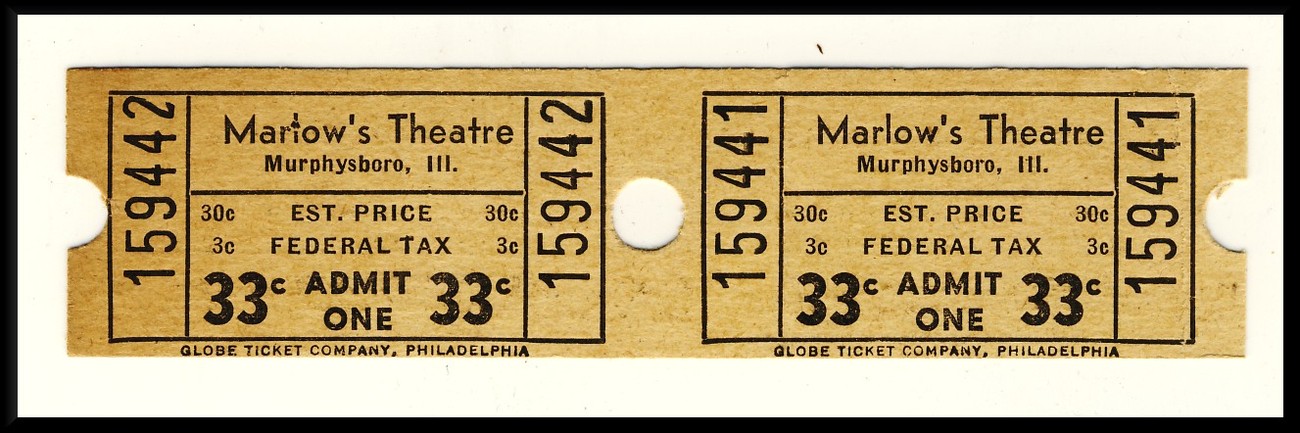 159442
Marlow's Theatre
Murphysboro, Ill.
30c EST. PRICE 30c
3c FEDERAL TAX 3c
33c ADMIT ONE 33c
159442
GLOBE TICKET COMPANY, PHILADELPHIA
159441
Marlow's Theatre
Murphysboro, Ill.
30c EST. PRICE 30c
3c FEDERAL TAX 3c
33c ADMIT ONE 33c
159441
GLOBE TICKET COMPANY, PHILADELPHIA